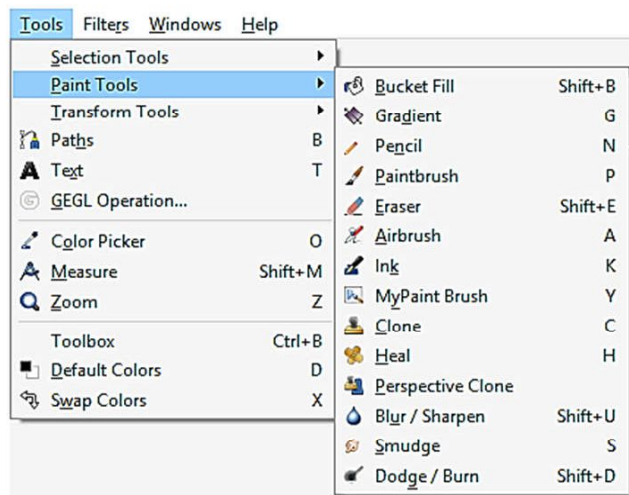 Tools Filters Windows Help
Selection Tools
Paint Tools
Transform Tools
Paths B
Text T
GEGL Operation...
Color Picker O
Measure Shift+M
Zoom Z
Toolbox Ctrl+B
Default Colors D
Swap Colors X
Bucket Fill Shift+B
Gradient G
Pencil N
Paintbrush P
Eraser Shift+E
Airbrush A
Ink K
MyPaint Brush Y
Clone C
Heal H
Perspective Clone
Blur / Sharpen Shift+U
Smudge S
Dodge / Burn Shift+D